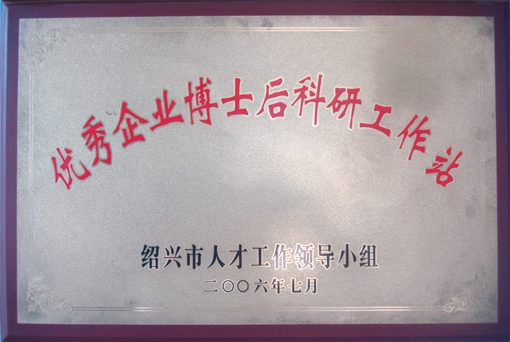 优秀企业博士后科研工作站
绍兴市人才工作领导小组
二〇〇六年七月